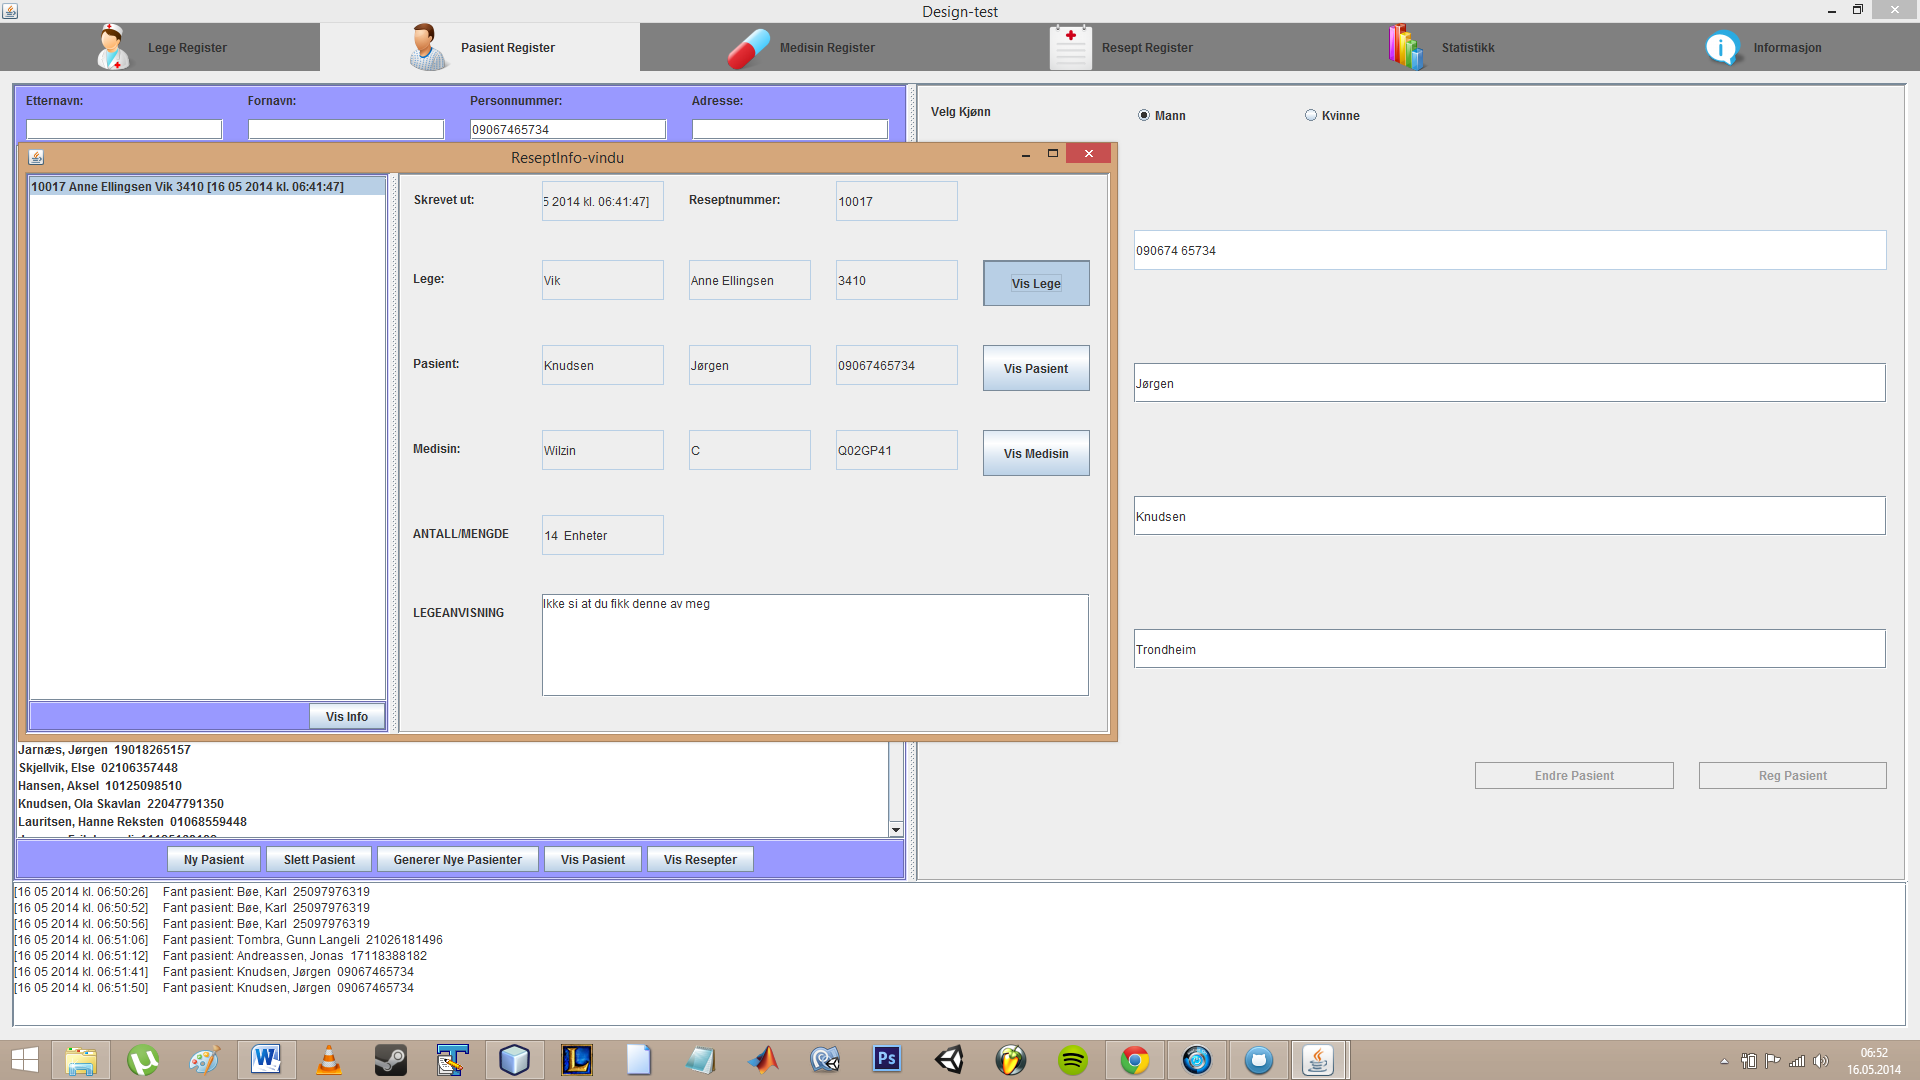 Design-test
Lege Register
Pasient Register
Medisin Register
Resept Register
Statistikk
Informasjon
Etternavn:
Fornavn:
Personnummer:
Adresse:
09067465734
Velg Kjønn
Mann
Kvinne
090674 65734
Jørgen
Knudsen
Trondheim
Endre Pasient
Reg Pasient
ReseptInfo-vindu
10017 Anne Ellingsen Vik 3410 [16 05 2014 kl. 06:41:47]
Vis Info
Skrevet ut:
5 2014 kl. 06:41:47]
Reseptnummer:
10017
Lege:
Vik
Anne Ellingsen
3410
Vis Lege
Pasient:
Knudsen
Jørgen
09067465734
Vis Pasient
Medisin:
Wilzin
C
Q02GP41
Vis Medisin
ANTALL/MENGDE
14 Enheter
LEGEANVISNING
Ikke si at du fikk denne av meg
Jarnæs, Jørgen 19018265157
Skjellvik, Else 02106357448
Hansen, Aksel 10125098510
Knudsen, Ola Skavlan 22047791350
Lauritsen, Hanne Reksten 01068559448
Ny Pasient
Slett Pasient
Generer Nye Pasienter
Vis Pasient
Vis Resepter
[16 05 2014 kl. 06:50:26] Fant pasient: Bøe, Karl 25097976319
[16 05 2014 kl. 06:50:52] Fant pasient: Bøe, Karl 25097976319
[16 05 2014 kl. 06:50:56] Fant pasient: Bøe, Karl 25097976319
[16 05 2014 kl. 06:51:06] Fant pasient: Tombra, Gunn Langeli 21026181496
[16 05 2014 kl. 06:51:12] Fant pasient: Andreassen, Jonas 17118388182
[16 05 2014 kl. 06:51:41] Fant pasient: Knudsen, Jørgen 09067465734
[16 05 2014 kl. 06:51:50] Fant pasient: Knudsen, Jørgen 09067465734
06:52
16.05.2014